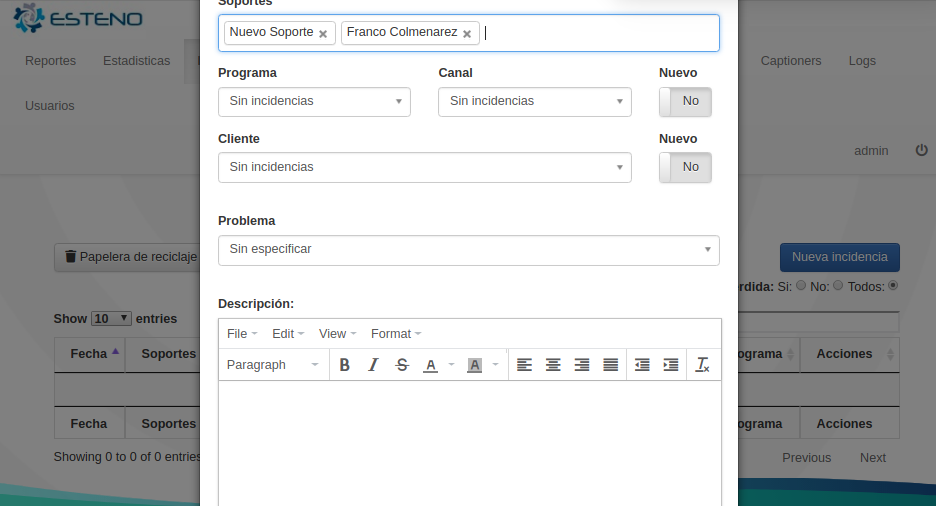 Soportes
ESTENO
Nuevo Soporte × Franco Colmenarez ×
Reportes Estadisticas Captioners Logs
Programa Canal Nuevo
Sin incidencias Sin incidencias No
Usuarios
Cliente Nuevo
Sin incidencias No
admin
Problema
Sin especificar
Papelera de reciclaje Nueva incidencia
rdida: Si: No: Todos:
Descripción:
Show 10 entries
File Edit View Format
Fecha Soportes ograma Acciones
Paragraph B I S A A
Fecha Soportes ograma Acciones
Showing 0 to 0 of 0 entries Previous Next